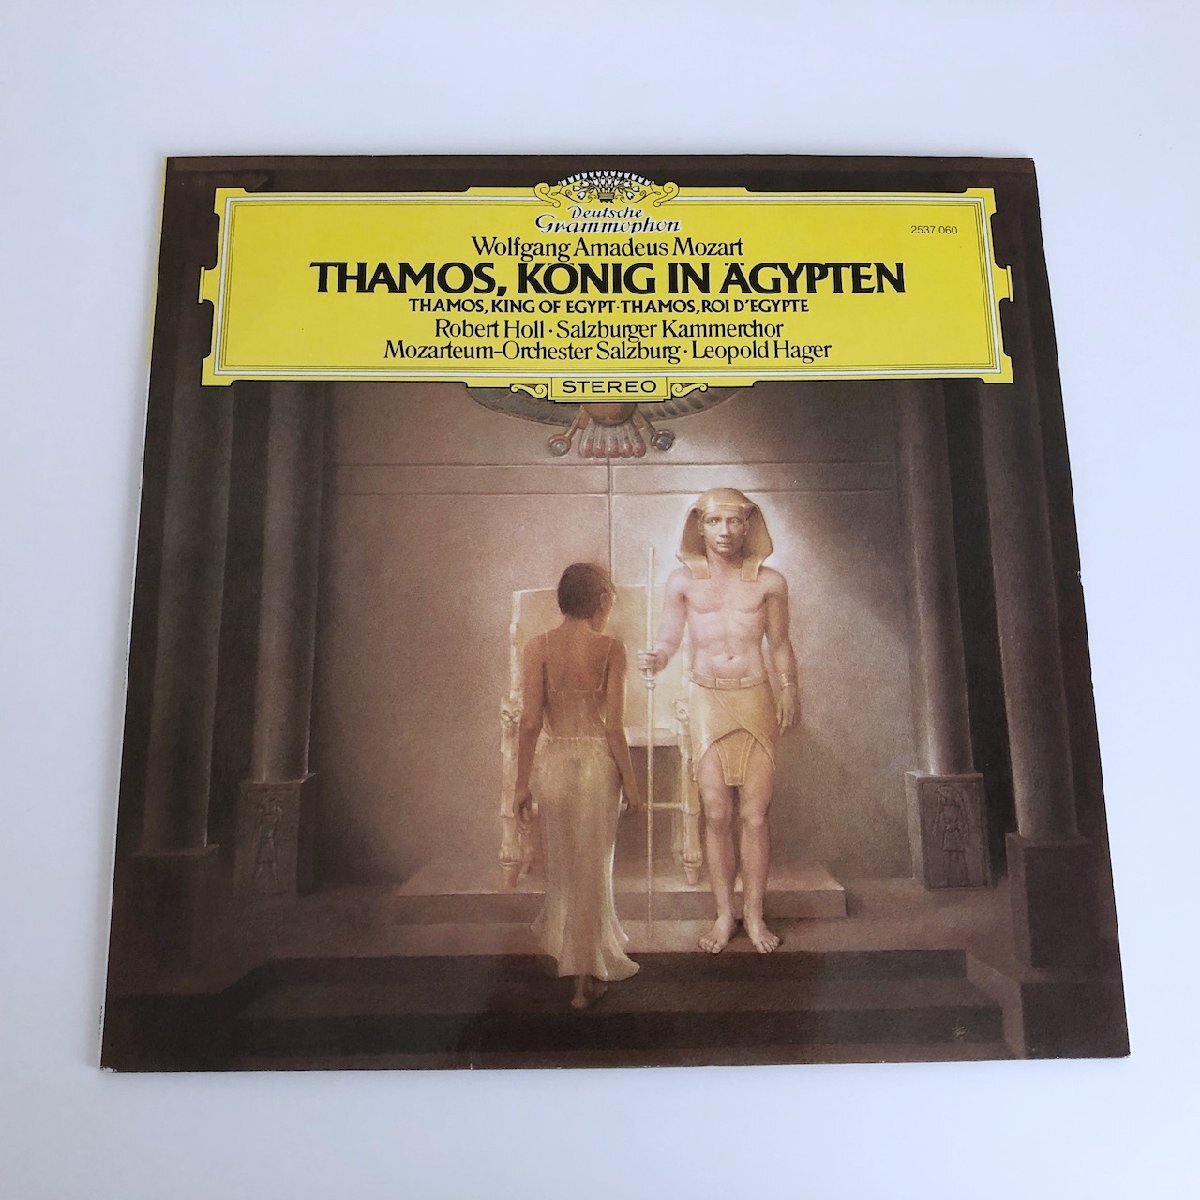 Deutsche
Grammophon
2537 060
Wolfgang Amadeus Mozart
THAMOS, KÖNIG IN ÄGYPTEN
THAMOS, KING OF EGYPT · THAMOS, ROI D'EGYPTE
Robert Holl · Salzburger Kammerchor
Mozarteum-Orchester Salzburg · Leopold Hager
STEREO